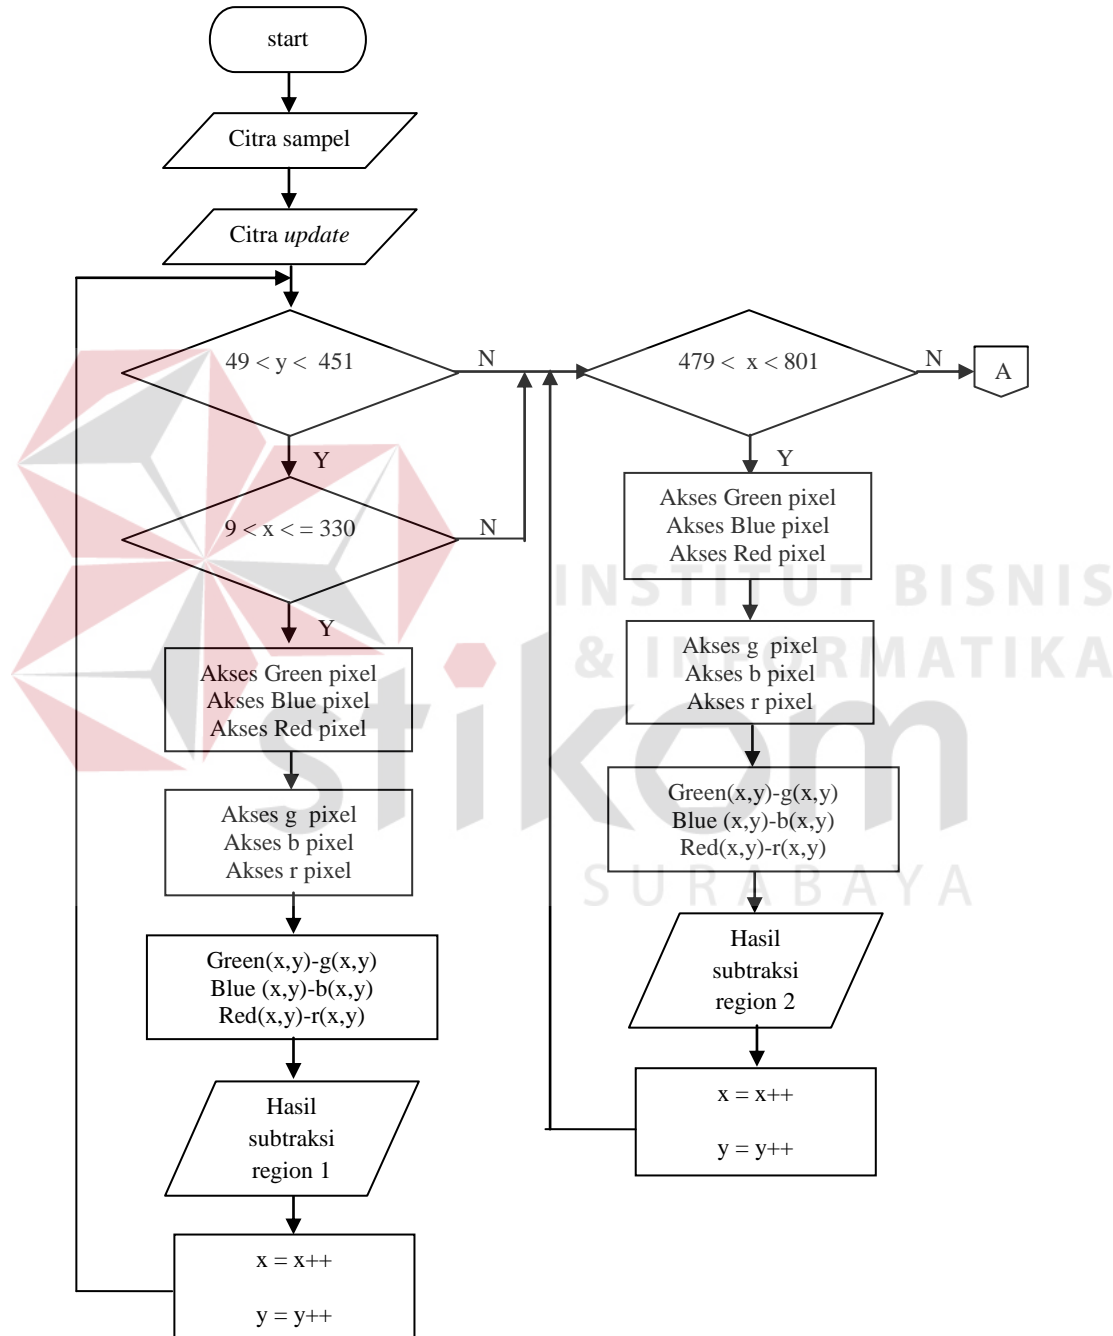 start
Citra sampel
Citra update
49 < y < 451
N
Y
9 < x < = 330
N
Y
Akses Green pixel
Akses Blue pixel
Akses Red pixel
Akses g pixel
Akses b pixel
Akses r pixel
Green(x,y)-g(x,y)
Blue (x,y)-b(x,y)
Red(x,y)-r(x,y)
Hasil
subtraksi
region 1
x = x++
y = y++
479 < x < 801
N
A
Y
Akses Green pixel
Akses Blue pixel
Akses Red pixel
Akses g pixel
Akses b pixel
Akses r pixel
Green(x,y)-g(x,y)
Blue (x,y)-b(x,y)
Red(x,y)-r(x,y)
Hasil
subtraksi
region 2
x = x++
y = y++
INSTITUT BISNIS
& INFORMATIKA
stikom
SURABAYA